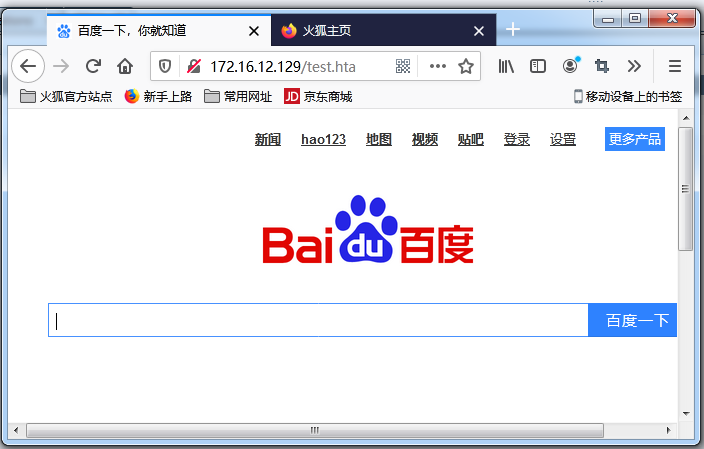 百度一下，你就知道 火狐主页
172.16.12.129/test.hta
火狐官方站点 新手上路 常用网址 JD 京东商城 移动设备上的书签
新闻 hao123 地图 视频 贴吧 登录 设置 更多产品
Bai du 百度
百度一下